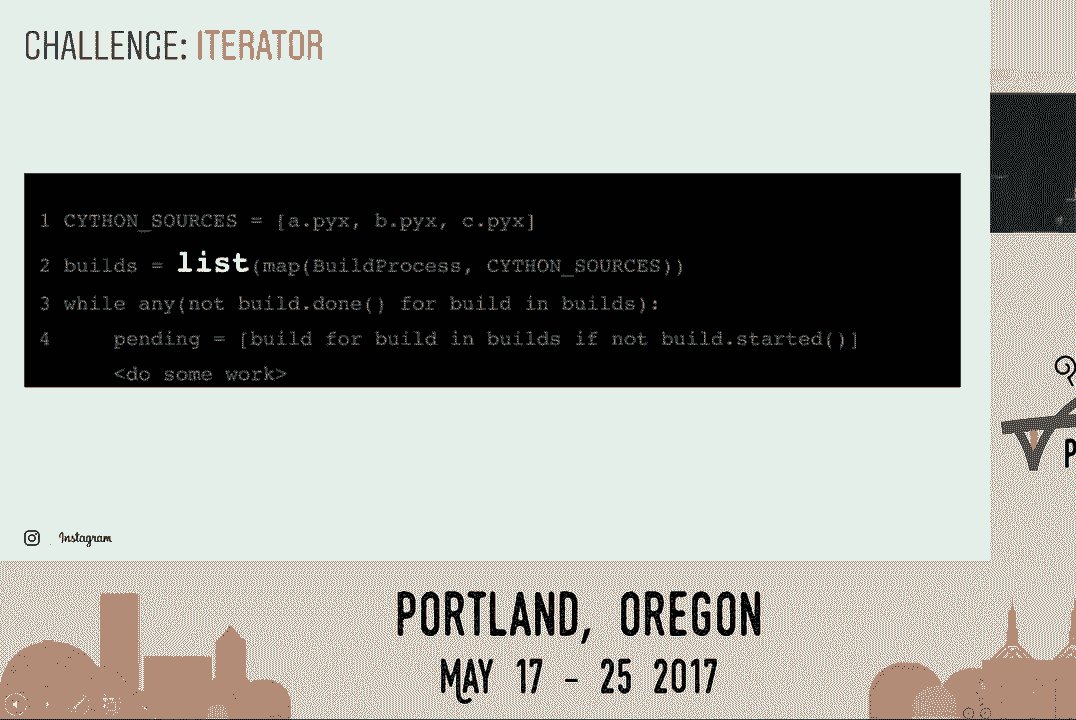 CHALLENGE: ITERATOR
1 CYTHON_SOURCES = [a.pyx, b.pyx, c.pyx]
2 builds = list(map(BuildProcess, CYTHON_SOURCES))
3 while any(not build.done() for build in builds):
4 pending = [build for build in builds if not build.started()]
<do some work>
Instagram
P
PORTLAND, OREGON
MAY 17 - 25 2017